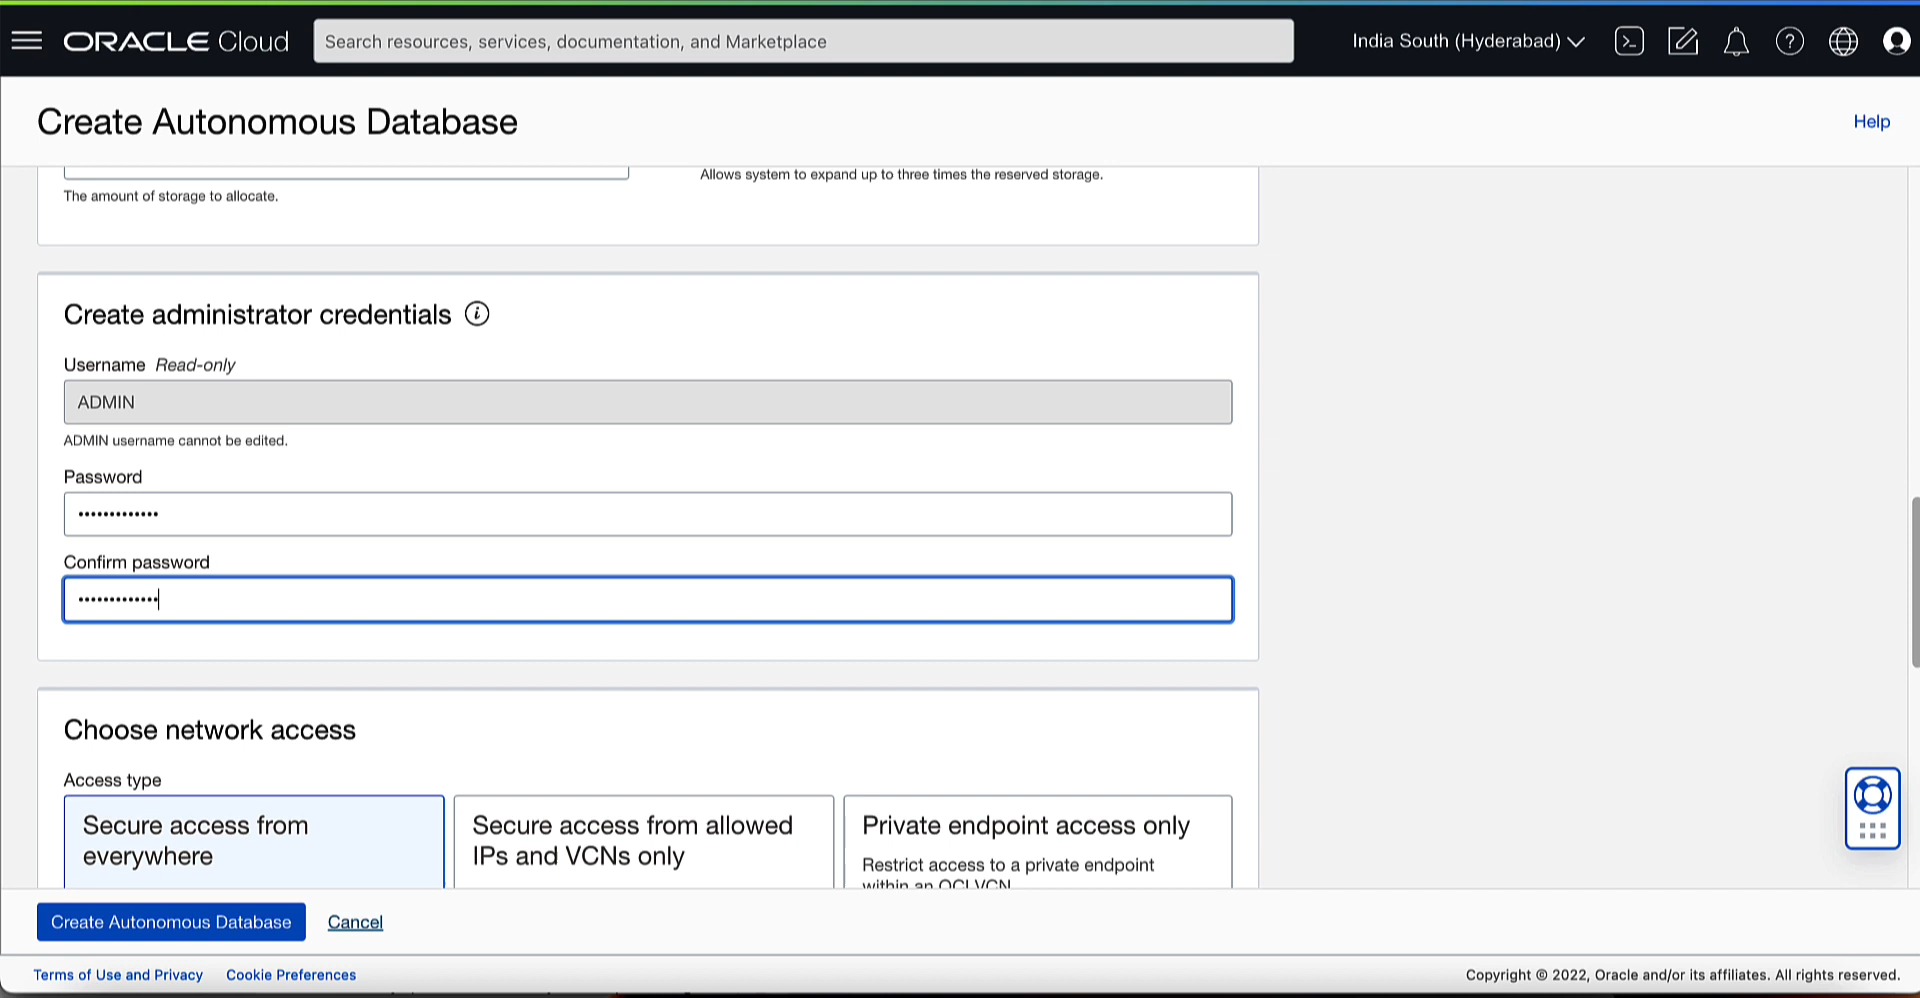 ORACLE Cloud
Search resources, services, documentation, and Marketplace
India South (Hyderabad)
Create Autonomous Database
Help
The amount of storage to allocate.
Allows system to expand up to three times the reserved storage.
Create administrator credentials
Username Read-only
ADMIN
ADMIN username cannot be edited.
Password
•••••••••••••
Confirm password
•••••••••••••
Choose network access
Access type
Secure access from
everywhere
Secure access from allowed
IPs and VCNs only
Private endpoint access only
Restrict access to a private endpoint
within an OCI VCN
Create Autonomous Database
Cancel
Terms of Use and Privacy
Cookie Preferences
Copyright © 2022, Oracle and/or its affiliates. All rights reserved.